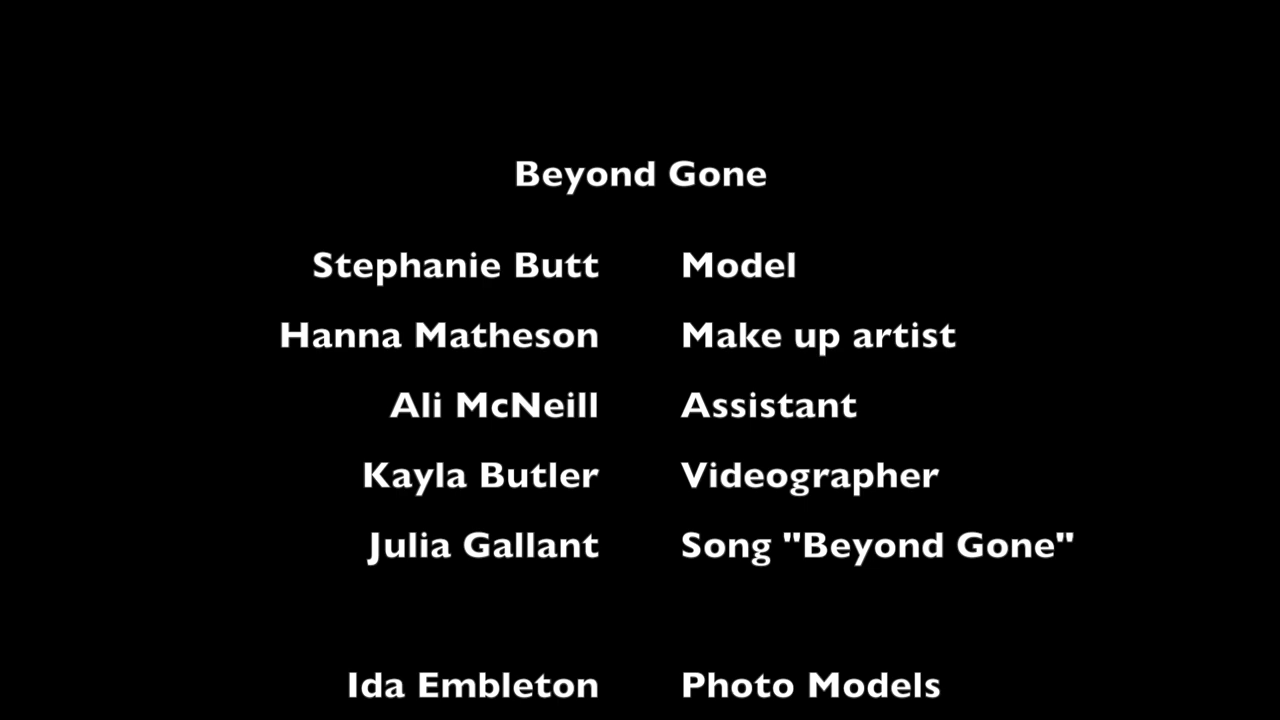 Beyond Gone
Stephanie Butt Model
Hanna Matheson Make up artist
Ali McNeill Assistant
Kayla Butler Videographer
Julia Gallant Song "Beyond Gone"
Ida Embleton Photo Models